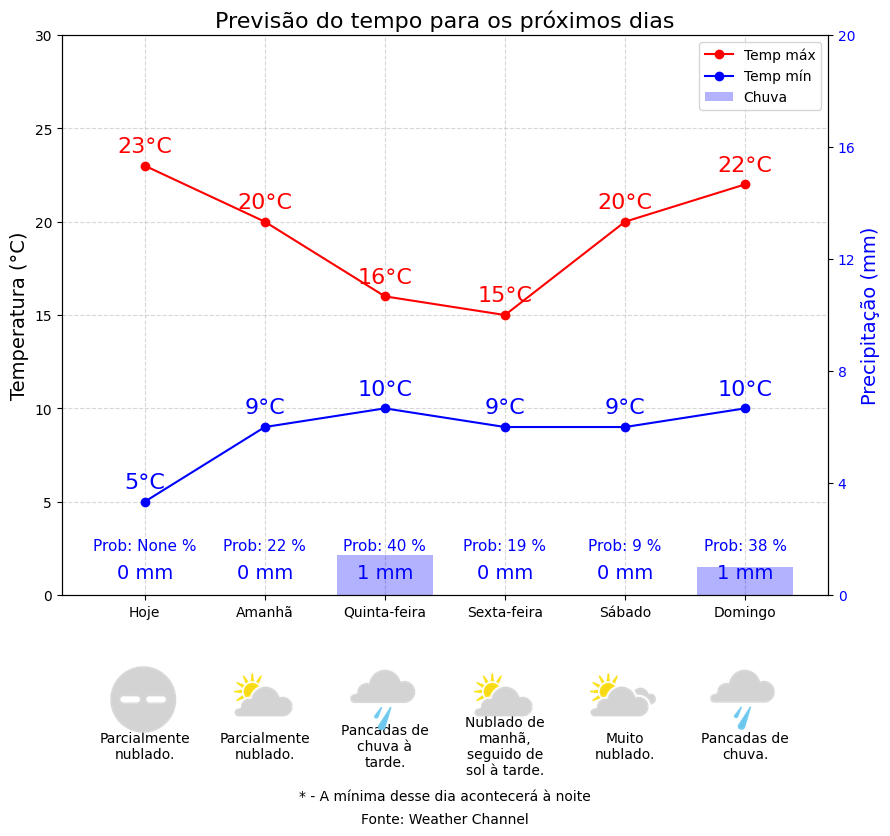 Previsão do tempo para os próximos dias
30
25
20
15
10
5
0
Temperatura (°C)
20
16
12
8
4
0
Precipitação (mm)
Temp máx
Temp mín
Chuva
23°C
20°C
16°C
15°C
20°C
22°C
5°C
9°C
10°C
9°C
9°C
10°C
Prob: None %
Prob: 22 %
Prob: 40 %
Prob: 19 %
Prob: 9 %
Prob: 38 %
0 mm
0 mm
1 mm
0 mm
0 mm
1 mm
Hoje
Amanhã
Quinta-feira
Sexta-feira
Sábado
Domingo
Parcialmente
nublado.
Parcialmente
nublado.
Pancadas de
chuva à
tarde.
Nublado de
manhã,
seguido de
sol à tarde.
Muito
nublado.
Pancadas de
chuva.
* - A mínima desse dia acontecerá à noite
Fonte: Weather Channel